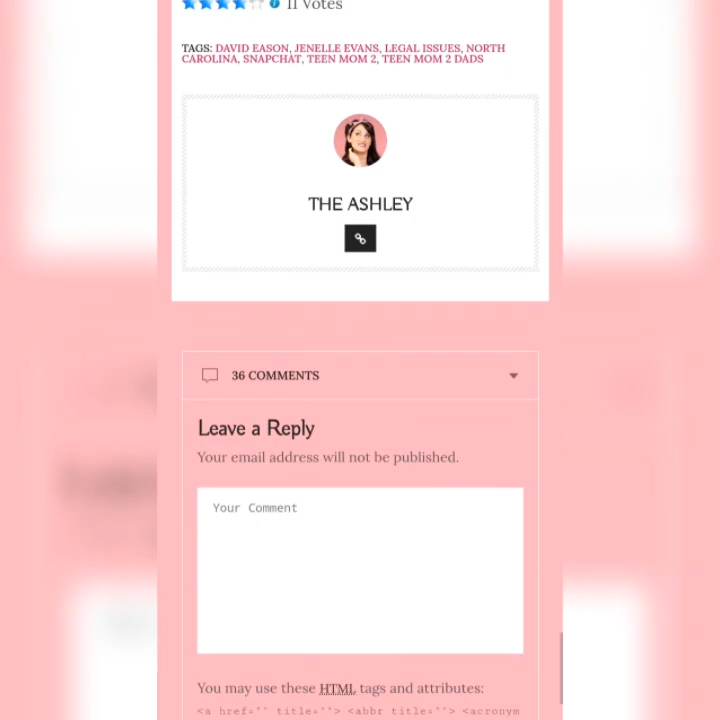 11 Votes
TAGS: DAVID EASON, JENELLE EVANS, LEGAL ISSUES, NORTH
CAROLINA, SNAPCHAT, TEEN MOM 2, TEEN MOM 2 DADS
THE ASHLEY
36 COMMENTS
Leave a Reply
Your email address will not be published.
Your Comment
You may use these HTML tags and attributes:
<a href="" title=""> <abbr title=""> <acronym